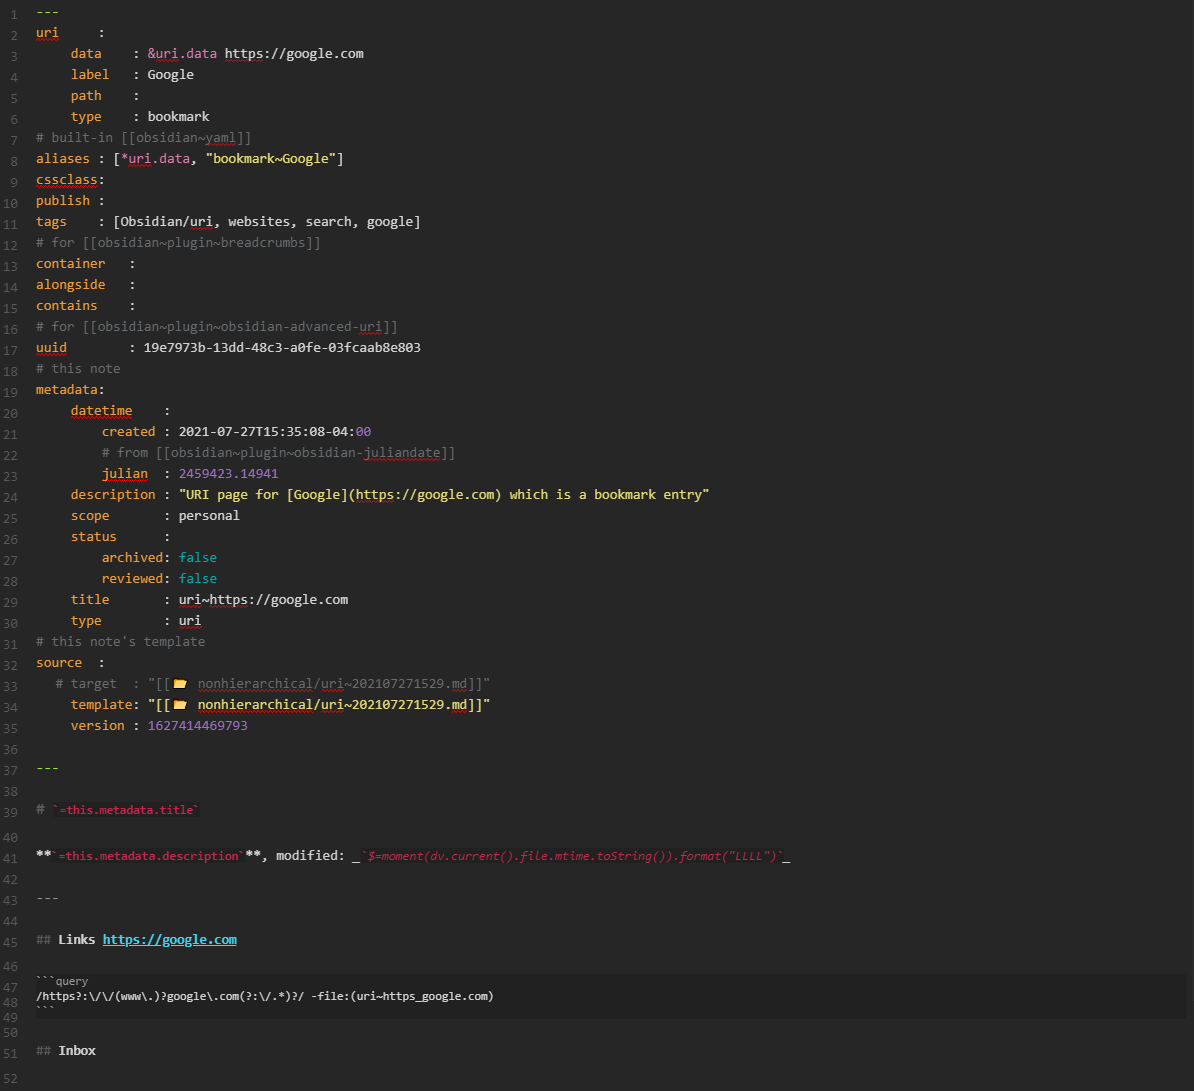 1 ---
2 uri     :
3     data    : &uri.data https://google.com
4     label   : Google
5     path    :
6     type    : bookmark
7 # built-in [[obsidian~yaml]]
8 aliases : [*uri.data, "bookmark~Google"]
9 cssclass:
10 publish :
11 tags    : [Obsidian/uri, websites, search, google]
12 # for [[obsidian~plugin~breadcrumbs]]
13 container   :
14 alongside   :
15 contains    :
16 # for [[obsidian~plugin~obsidian-advanced-uri]]
17 uuid        : 19e7973b-13dd-48c3-a0fe-03fcaab8e803
18 # this note
19 metadata:
20     datetime    :
21         created : 2021-07-27T15:35:08-04:00
22         # from [[obsidian~plugin~obsidian-juliandate]]
23         julian  : 2459423.14941
24     description : "URI page for [Google](https://google.com) which is a bookmark entry"
25     scope       : personal
26     status      :
27         archived: false
28         reviewed: false
29     title       : uri~https://google.com
30     type        : uri
31 # this note's template
32 source  :
33   # target  : "[[📂 nonhierarchical/uri~202107271529.md]]"
34     template: "[[📂 nonhierarchical/uri~202107271529.md]]"
35     version : 1627414469793
36
37 ---
38
39 # `=this.metadata.title`
40
41 **`=this.metadata.description`**, modified: _`$=moment(dv.current().file.mtime.toString()).format("LLLL")`_
42
43 ---
44
45 ## Links https://google.com
46
47 ```query
48 /https?:\/\/(www\.)?google\.com(?:\/.*)?/ -file:(uri~https_google.com)
49 ```
50
51 ## Inbox
52